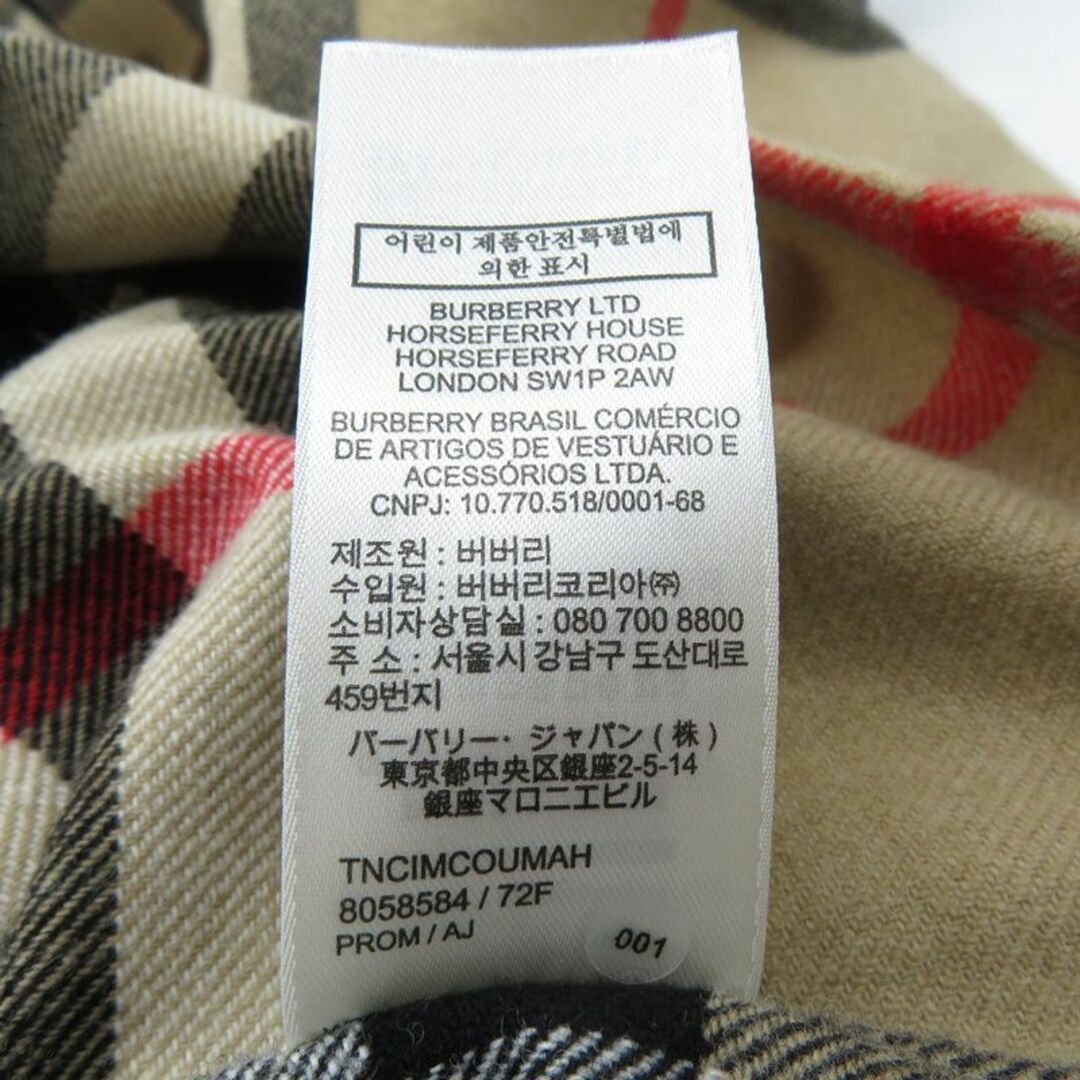 어린이 제품안전특별법에
의한 표시
BURBERRY LTD
HORSEFERRY HOUSE
HORSEFERRY ROAD
LONDON SW1P 2AW
BURBERRY BRASIL COMÉRCIO
DE ARTIGOS DE VESTUÁRIO E
ACESSÓRIOS LTDA.
CNPJ: 10.770.518/0001-68
제조원 : 버버리
수입원 : 버버리코리아㈜
소비자상담실 : 080 700 8800
주 소 : 서울시 강남구 도산대로
459번지
バーバリー・ジャパン ( 株 )
東京都中央区銀座2-5-14
銀座マロニエビル
TNCIMCOUMAH
8058584 / 72F
PROM / AJ
001